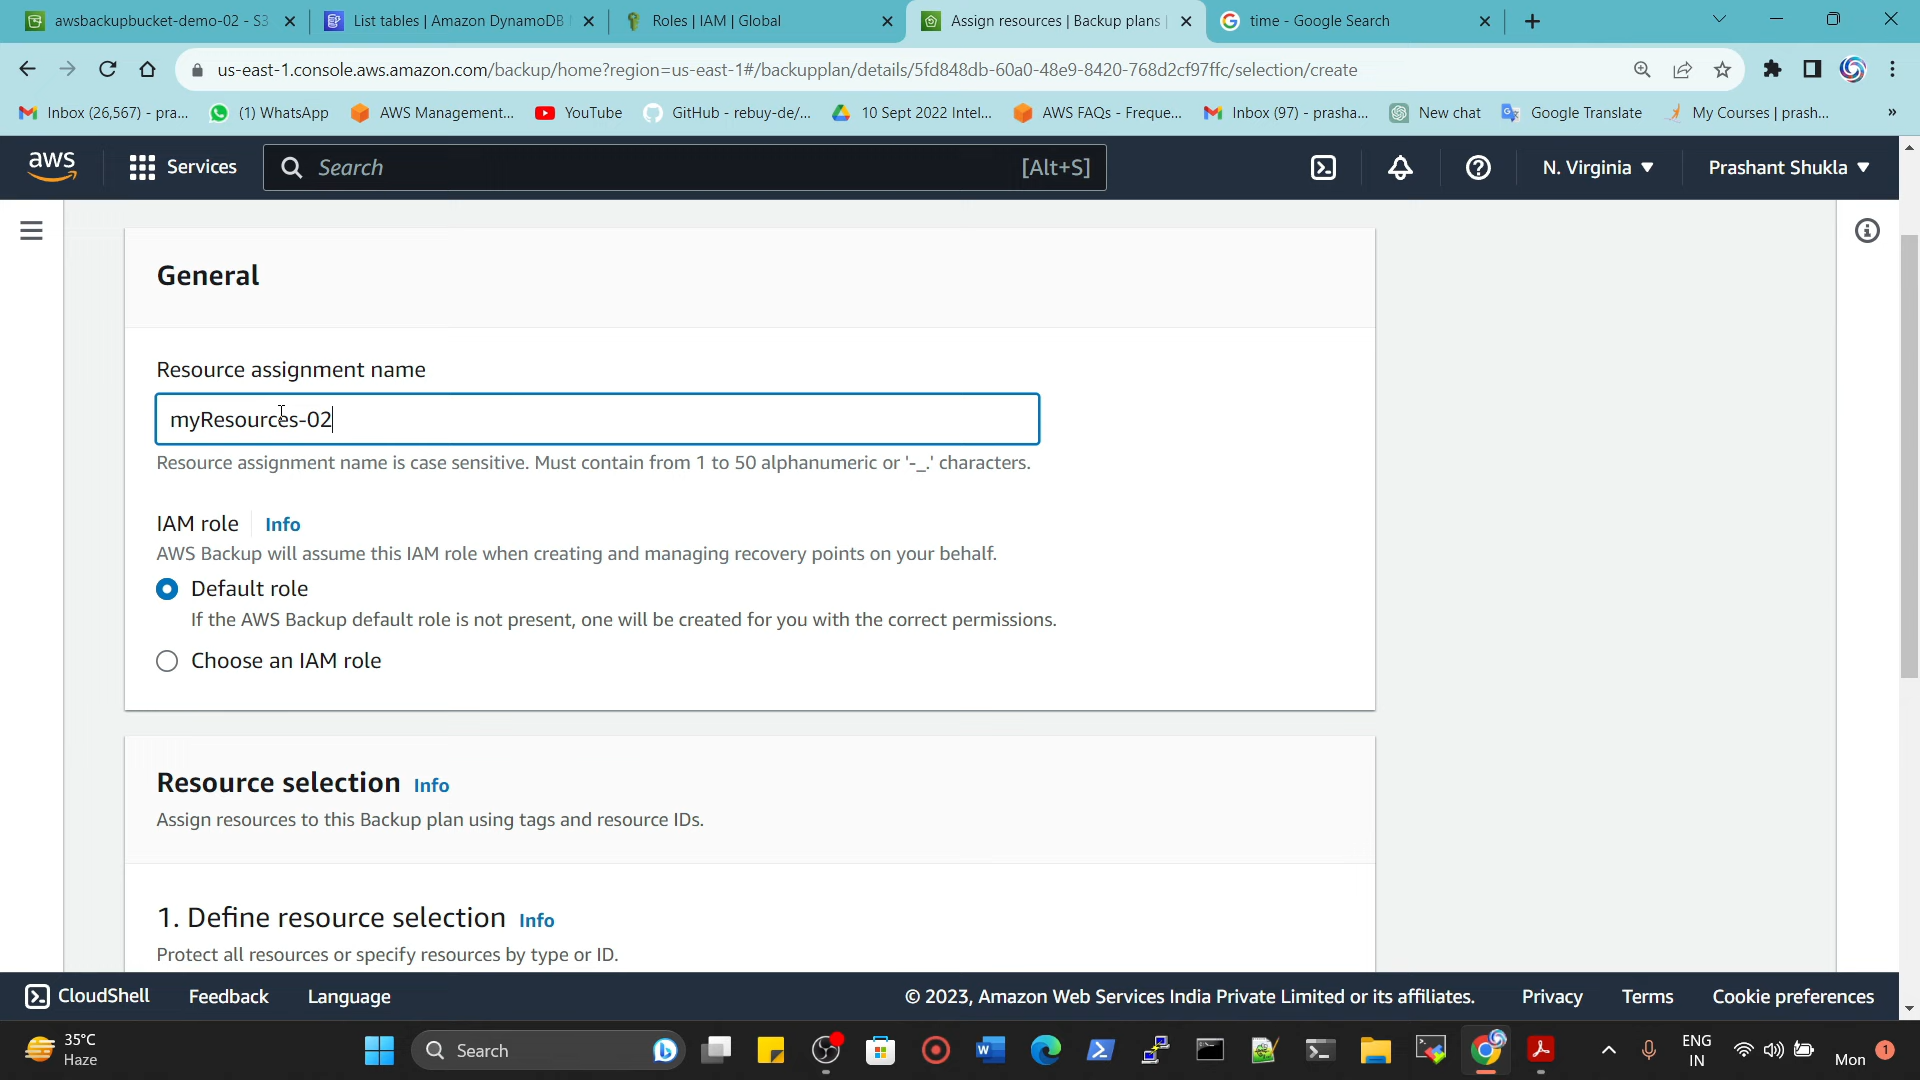 awsbackupbucket-demo-02 - S3
List tables | Amazon DynamoDB
Roles | IAM | Global
Assign resources | Backup plans |
time - Google Search
us-east-1.console.aws.amazon.com/backup/home?region=us-east-1#/backupplan/details/5fd848db-60a0-48e9-8420-768d2cf97ffc/selection/create
Inbox (26,567) - pra...
(1) WhatsApp
AWS Management...
YouTube
GitHub - rebuy-de/...
10 Sept 2022 Intel...
AWS FAQs - Freque...
Inbox (97) - prasha...
New chat
Google Translate
My Courses | prash...
»
aws
Services
Search
[Alt+S]
N. Virginia
Prashant Shukla
General
Resource assignment name
myResources-02
Resource assignment name is case sensitive. Must contain from 1 to 50 alphanumeric or '-_.' characters.
IAM role
Info
AWS Backup will assume this IAM role when creating and managing recovery points on your behalf.
Default role
If the AWS Backup default role is not present, one will be created for you with the correct permissions.
Choose an IAM role
Resource selection Info
Assign resources to this Backup plan using tags and resource IDs.
1. Define resource selection Info
Protect all resources or specify resources by type or ID.
CloudShell
Feedback
Language
© 2023, Amazon Web Services India Private Limited or its affiliates.
Privacy
Terms
Cookie preferences
35°C
Haze
Search
ENG
IN
Mon
1